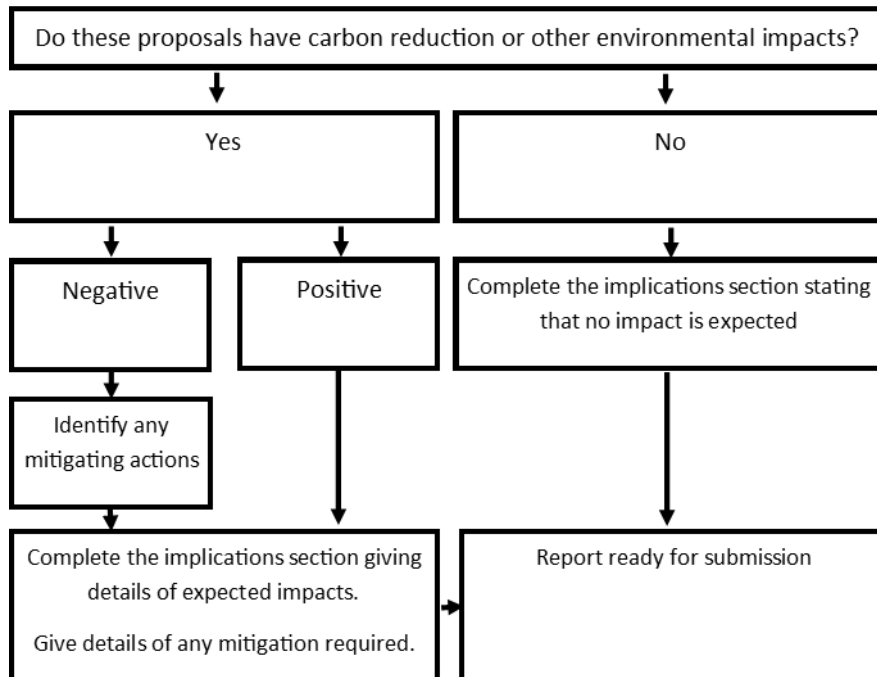 Do these proposals have carbon reduction or other environmental impacts?
Yes
No
Negative
Positive
Complete the implications section stating
that no impact is expected
Identify any
mitigating actions
Complete the implications section giving
details of expected impacts.
Give details of any mitigation required.
Report ready for submission